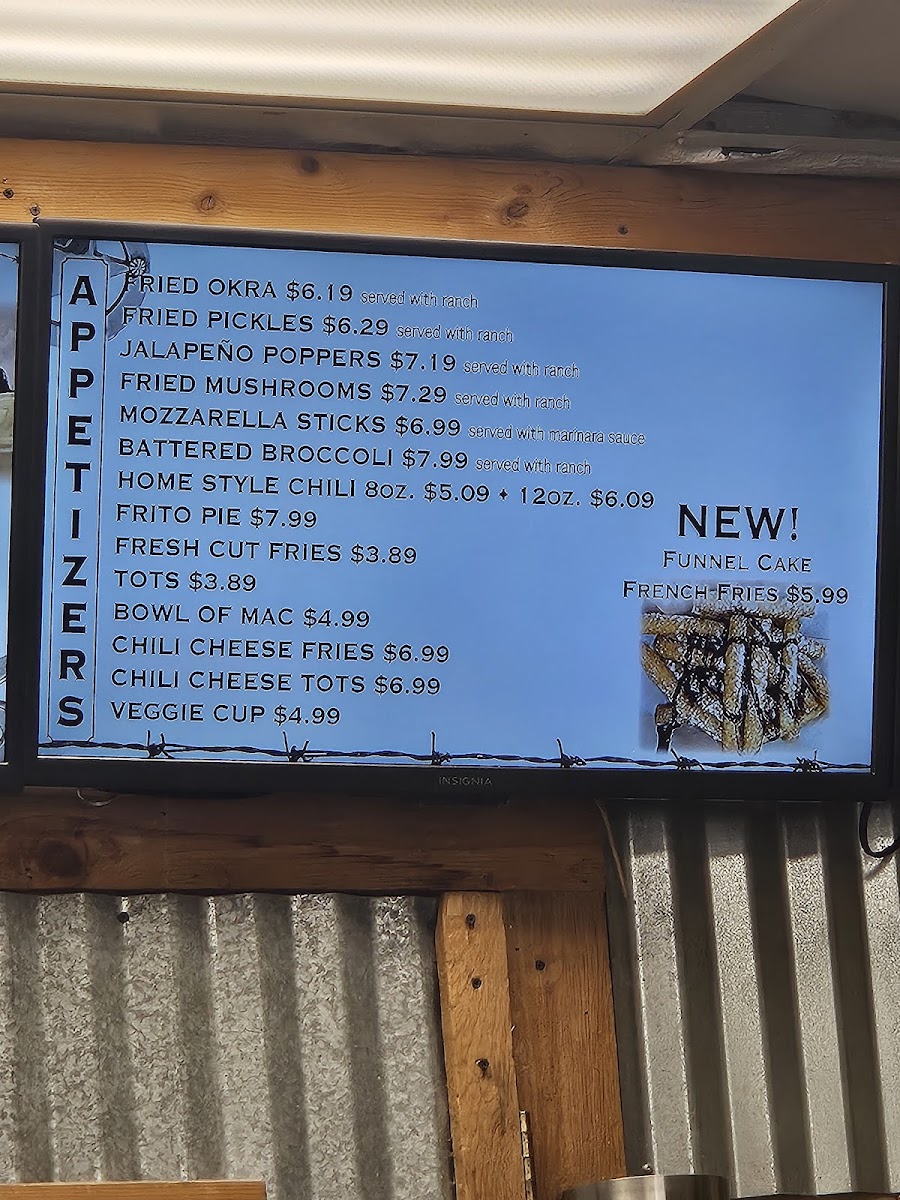 APPETIZERS
FRIED OKRA $6.19 served with ranch
FRIED PICKLES $6.29 served with ranch
JALAPEÑO POPPERS $7.19 served with ranch
FRIED MUSHROOMS $7.29 served with ranch
MOZZARELLA STICKS $6.99 served with marinara sauce
BATTERED BROCCOLI $7.99 served with ranch
HOME STYLE CHILI 8OZ. $5.09 • 12OZ. $6.09
FRITO PIE $7.99
FRESH CUT FRIES $3.89
TOTS $3.89
BOWL OF MAC $4.99
CHILI CHEESE FRIES $6.99
CHILI CHEESE TOTS $6.99
VEGGIE CUP $4.99
NEW!
FUNNEL CAKE
FRENCH FRIES $5.99
INSIGNIA